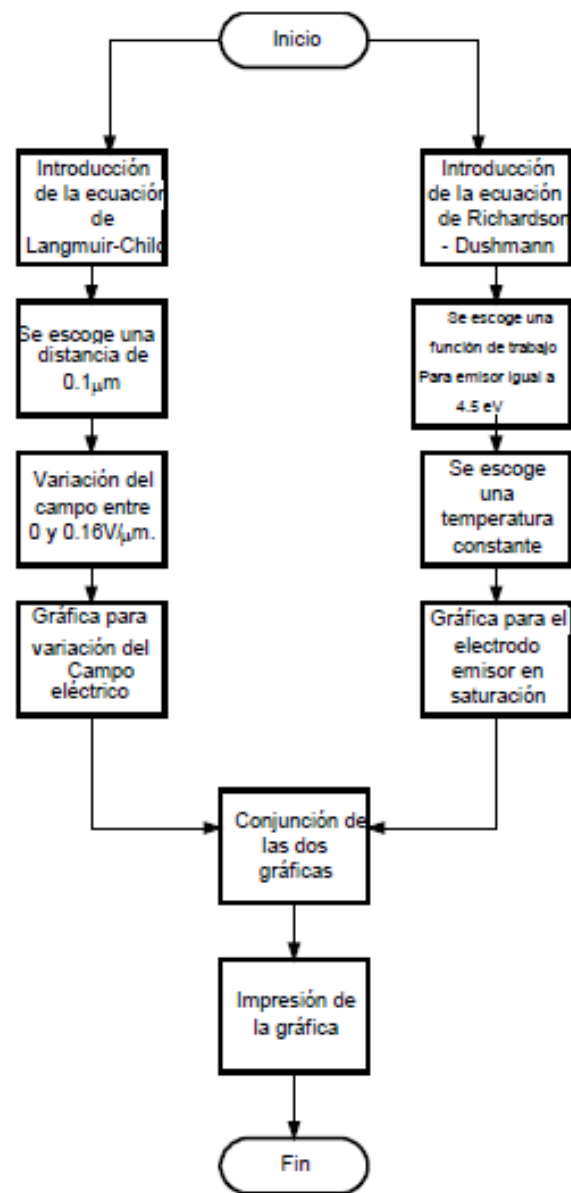 Inicio
Introducción
de la ecuación
de
Langmuir-Child
Se escoge una
distancia de
0.1μm
Variación del
campo entre
0 y 0.16V/μm.
Gráfica para
variación del
Campo
eléctrico
Introducción
de la ecuación
de Richardson
- Dushmann
Se escoge una
función de trabajo
Para emisor igual a
4.5 eV
Se escoge
una
temperatura
constante
Gráfica para el
electrodo
emisor en
saturación
Conjunción de
las dos
gráficas
Impresión de
la gráfica
Fin